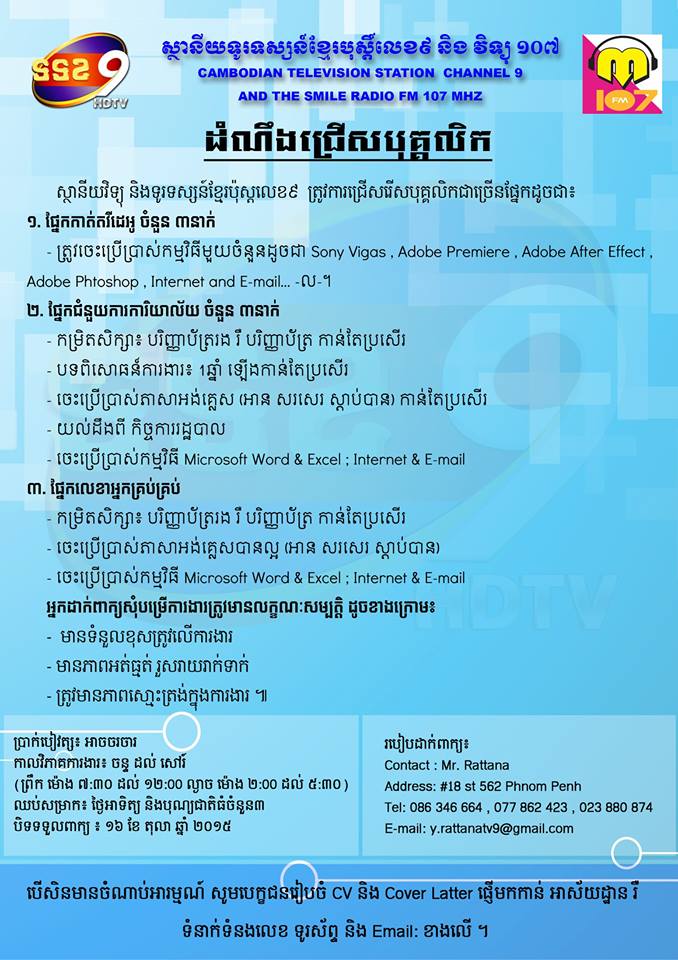 ទទ៩ 9
HDTV
ស្ថានីយទូរទស្សន៍ខ្មែរប៉ុស្តិ៍លេខ៩ និង វិទ្យុ ១០៧
CAMBODIAN TELEVISION STATION CHANNEL 9
AND THE SMILE RADIO FM 107 MHZ
M
107
FM
ដំណឹងជ្រើសបុគ្គលិក
ស្ថានីយវិទ្យុ និងទូរទស្សន៍ខ្មែរប៉ុស្តលេខ៩ ត្រូវការជ្រើសរើសបុគ្គលិកជាច្រើនផ្នែកដូចជា៖
១. ផ្នែកកាត់តវីដេអូ ចំនួន ៣នាក់
- ត្រូវចេះប្រើប្រាស់កម្មវិធីមួយចំនួនដូចជា Sony Vigas , Adobe Premiere , Adobe After Effect ,
Adobe Phtoshop , Internet and E-mail... -ល-។
២. ផ្នែកជំនួយការការិយាល័យ ចំនួន ៣នាក់
- កម្រិតសិក្សា៖ បរិញ្ញាប័ត្ររង រឺ បរិញ្ញាប័ត្រ កាន់តែប្រសើរ
- បទពិសោធន៍ការងារ៖ ១ឆ្នាំ ឡើងកាន់តែប្រសើរ
- ចេះប្រើប្រាស់ភាសាអង់គ្លេស (អាន សរសេរ ស្តាប់បាន) កាន់តែប្រសើរ
- យល់ដឹងពី កិច្ចការរដ្ឋបាល
- ចេះប្រើប្រាស់កម្មវិធី Microsoft Word & Excel ; Internet & E-mail
៣. ផ្នែកលេខាអ្នកគ្រប់គ្រប់
- កម្រិតសិក្សា៖ បរិញ្ញាប័ត្ររង រឺ បរិញ្ញាប័ត្រ កាន់តែប្រសើរ
- ចេះប្រើប្រាស់ភាសាអង់គ្លេសបានល្អ (អាន សរសេរ ស្តាប់បាន)
- ចេះប្រើប្រាស់កម្មវិធី Microsoft Word & Excel ; Internet & E-mail
អ្នកដាក់ពាក្យសុំបម្រើការងារត្រូវមានលក្ខណៈសម្បត្តិ ដូចខាងក្រោម៖
- មានទំនួលខុសត្រូវលើការងារ
- មានភាពអត់ធ្មត់ រួសរាយរាក់ទាក់
- ត្រូវមានភាពស្មោះត្រង់ក្នុងការងារ ៕
ប្រាក់បៀវត្ស៖ អាចចរចារ
កាលវិភាគការងារ៖ ចន្ទ ដល់ សៅរ៍
(ព្រឹក ម៉ោង ៧:៣០ ដល់ ១២:០០ ល្ងាច ម៉ោង ២:០០ ដល់ ៥:៣០)
ឈប់សម្រាក៖ ថ្ងៃអាទិត្យ និងបុណ្យជាតិធំចំនួន៣
បិទទទួលពាក្យ ៖ ១៦ ខែ តុលា ឆ្នាំ ២០១៥
របៀបដាក់ពាក្យ៖
Contact : Mr. Rattana
Address: #18 st 562 Phnom Penh
Tel: 086 346 664 , 077 862 423 , 023 880 874
E-mail: y.rattanatv9@gmail.com
បើសិនមានចំណាប់អារម្មណ៍ សូមបេក្ខជនរៀបចំ CV និង Cover Latter ផ្ញើមកកាន់ អាស័យដ្ឋាន រឺ
ទំនាក់ទំនងលេខ ទូរស័ព្ទ និង Email: ខាងលើ ។